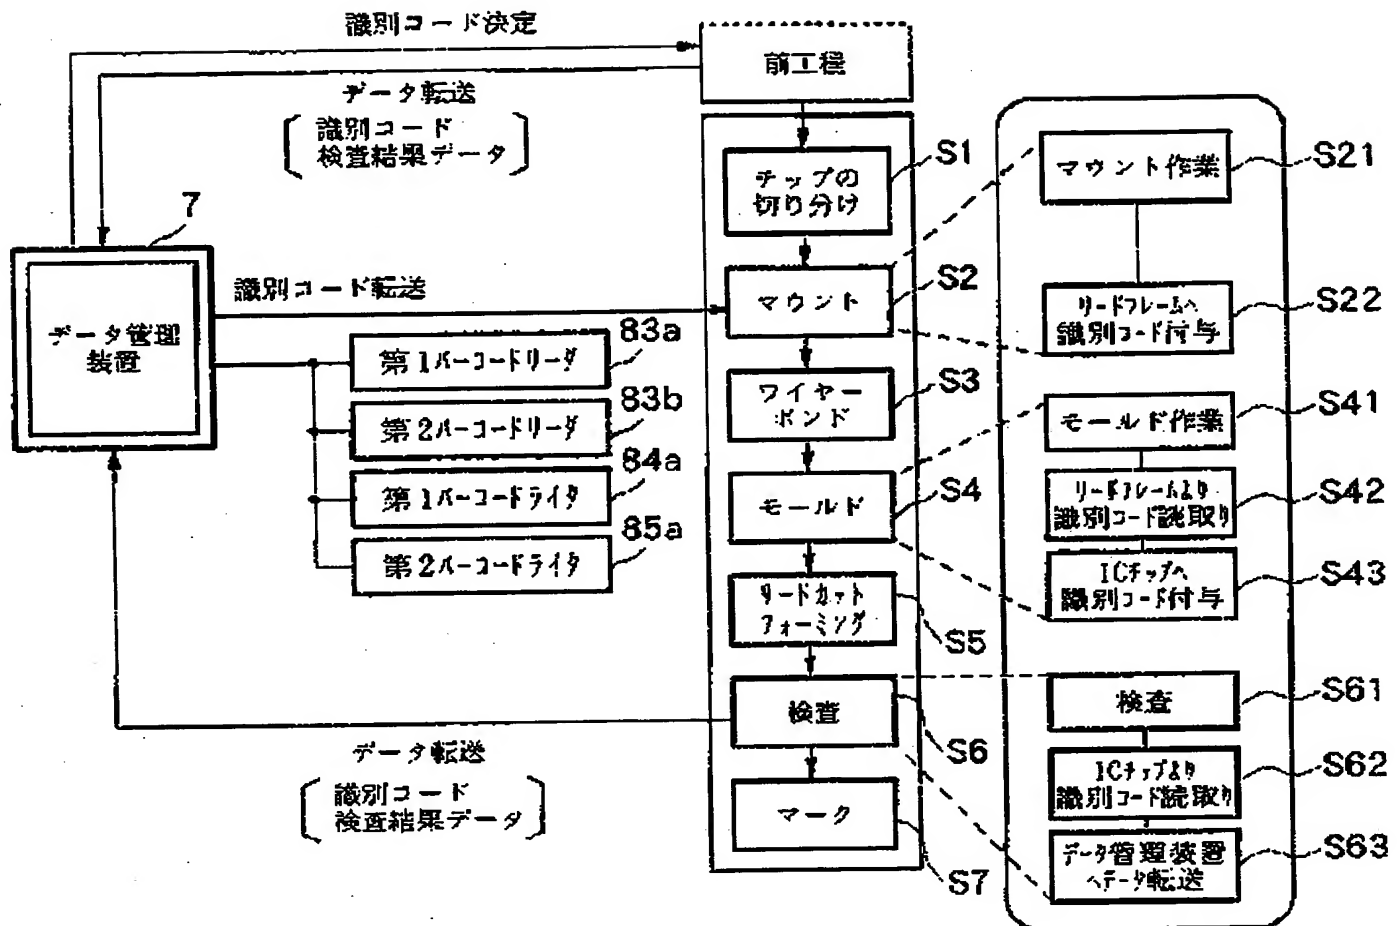 識別コード決定
前工程
データ転送
識別コード
検査結果データ
S1
チップの
切り分け
マウント作業
S21
7
データ管理
装置
識別コード転送
S2
マウント
リードフレームへ
識別コード付与
S22
第1バーコードリーダ
83a
第2バーコードリーダ
83b
第1バーコードライタ
84a
第2バーコードライタ
85a
S3
ワイヤー
ボンド
モールド作業
S41
S4
モールド
リードフレームより
識別コード読取り
S42
ICチップへ
識別コード付与
S43
リードカット
フォーミング
S5
検査
S6
検査
S61
データ転送
識別コード
検査結果データ
ICチップより
識別コード読取り
S62
マーク
S7
データ管理装置
へデータ転送
S63